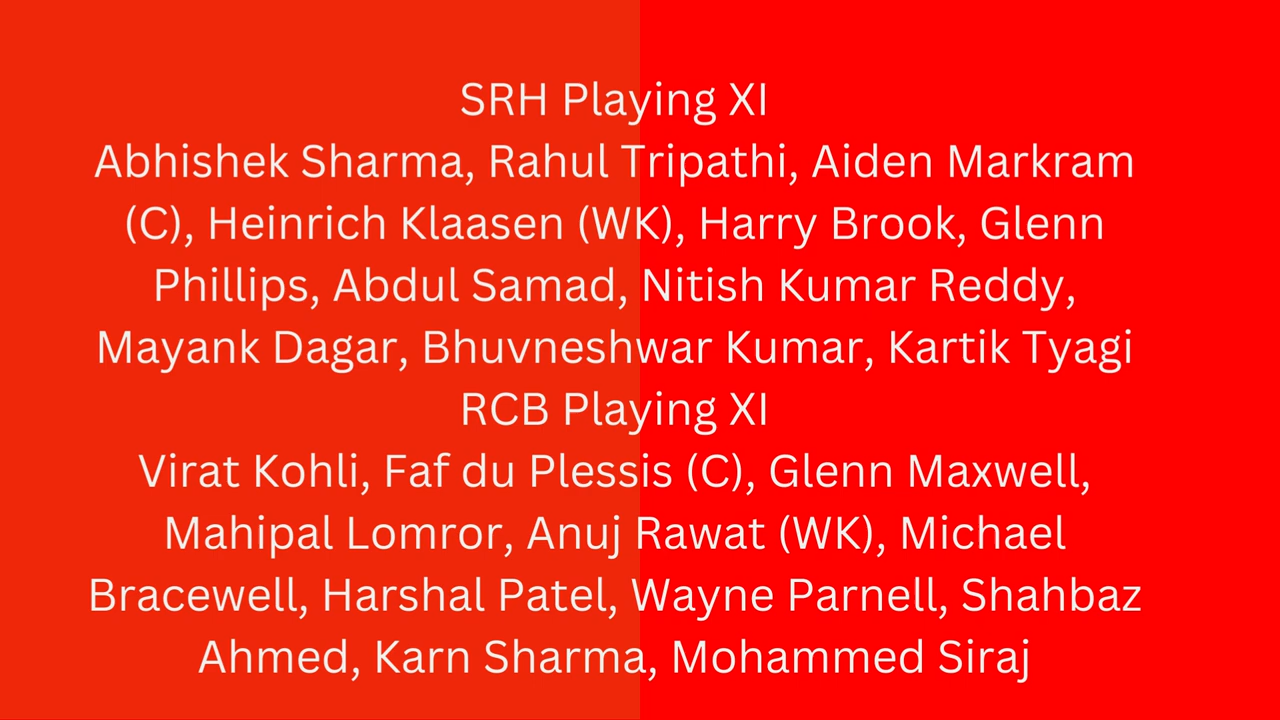 SRH Playing XI
Abhishek Sharma, Rahul Tripathi, Aiden Markram
(C), Heinrich Klaasen (WK), Harry Brook, Glenn
Phillips, Abdul Samad, Nitish Kumar Reddy,
Mayank Dagar, Bhuvneshwar Kumar, Kartik Tyagi
RCB Playing XI
Virat Kohli, Faf du Plessis (C), Glenn Maxwell,
Mahipal Lomror, Anuj Rawat (WK), Michael
Bracewell, Harshal Patel, Wayne Parnell, Shahbaz
Ahmed, Karn Sharma, Mohammed Siraj